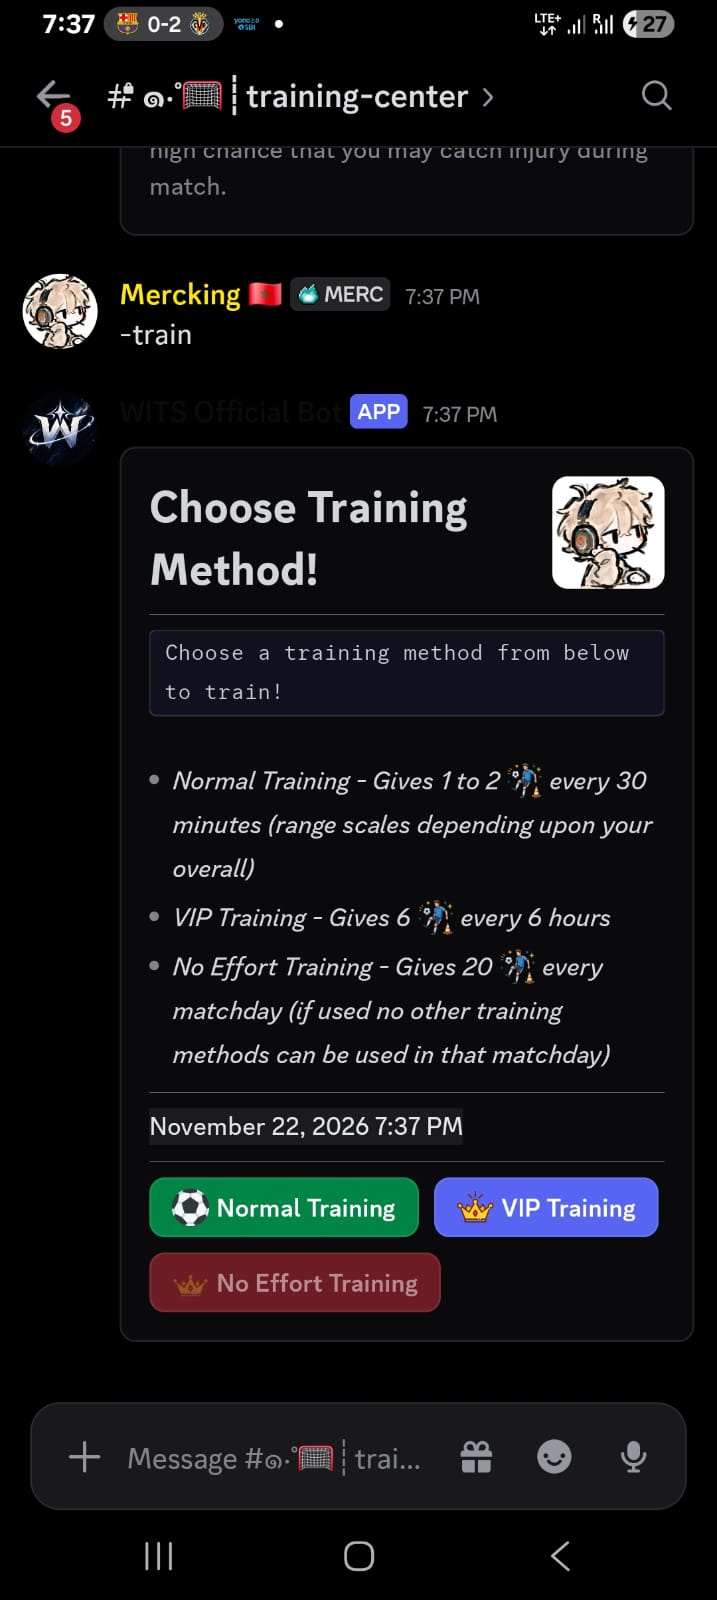 7:37 0-2 LTE+ R 27
5 # training-center
high chance that you may catch injury during
match.
Mercking MERC 7:37 PM
-train
WITS Official Bot APP 7:37 PM
Choose Training
Method!
Choose a training method from below
to train!
Normal Training - Gives 1 to 2 every 30
minutes (range scales depending upon your
overall)
VIP Training - Gives 6 every 6 hours
No Effort Training - Gives 20 every
matchday (if used no other training
methods can be used in that matchday)
November 22, 2026 7:37 PM
Normal Training VIP Training
No Effort Training
Message # trai...